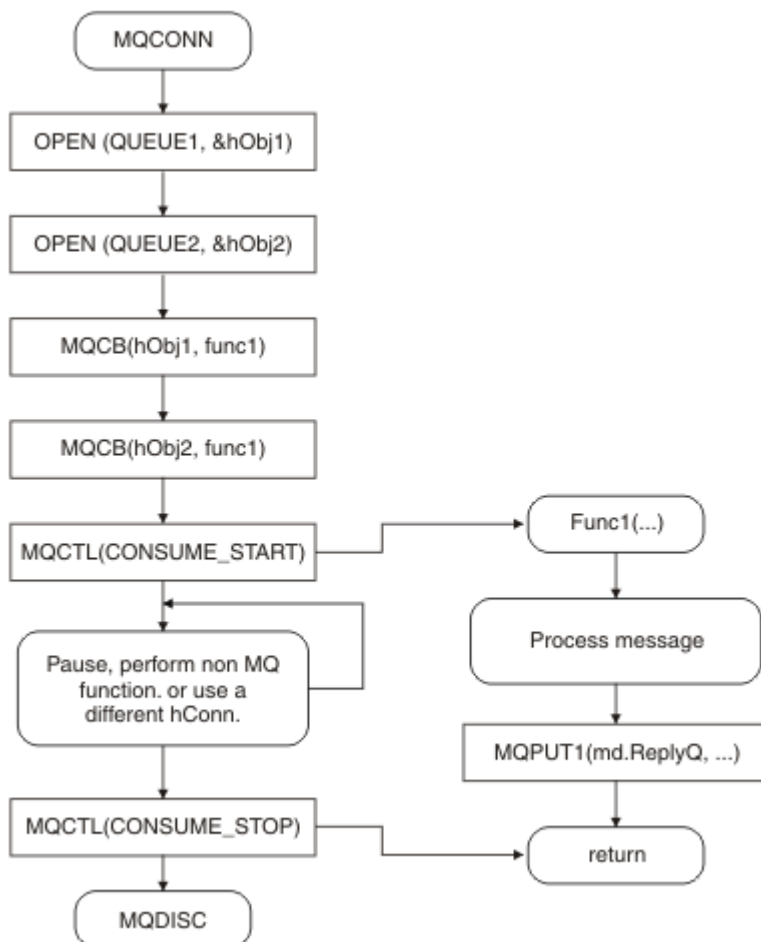 MQCONN
OPEN (QUEUE1, &hObj1)
OPEN (QUEUE2, &hObj2)
MQCB(hObj1, func1)
MQCB(hObj2, func1)
MQCTL(CONSUME_START)
Pause, perform non MQ
function. or use a
different hConn.
MQCTL(CONSUME_STOP)
MQDISC
Func1(...)
Process message
MQPUT1(md.ReplyQ, ...)
return